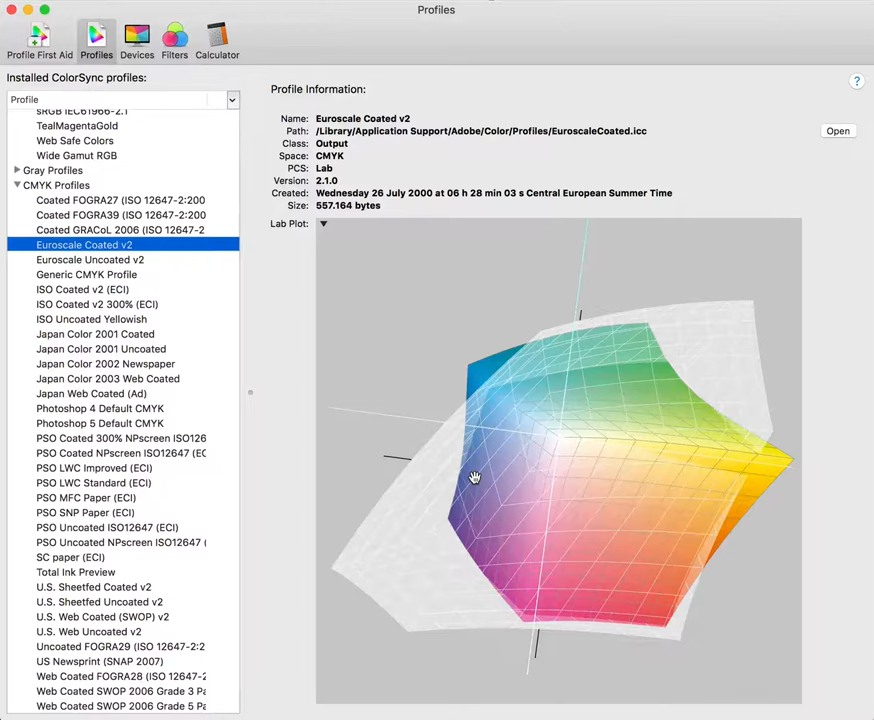 Profiles
Profile First Aid
Profiles
Devices
Filters
Calculator
Installed ColorSync profiles:
Profile
sRGB IEC61966-2.1
TealMagentaGold
Web Safe Colors
Wide Gamut RGB
Gray Profiles
CMYK Profiles
Coated FOGRA27 (ISO 12647-2:200
Coated FOGRA39 (ISO 12647-2:200
Coated GRACoL 2006 (ISO 12647-2
Euroscale Coated v2
Euroscale Uncoated v2
Generic CMYK Profile
ISO Coated v2 (ECI)
ISO Coated v2 300% (ECI)
ISO Uncoated Yellowish
Japan Color 2001 Coated
Japan Color 2001 Uncoated
Japan Color 2002 Newspaper
Japan Color 2003 Web Coated
Japan Web Coated (Ad)
Photoshop 4 Default CMYK
Photoshop 5 Default CMYK
PSO Coated 300% NPscreen ISO126
PSO Coated NPscreen ISO12647 (EC
PSO LWC Improved (ECI)
PSO LWC Standard (ECI)
PSO MFC Paper (ECI)
PSO SNP Paper (ECI)
PSO Uncoated ISO12647 (ECI)
PSO Uncoated NPscreen ISO12647 (
SC paper (ECI)
Total Ink Preview
U.S. Sheetfed Coated v2
U.S. Sheetfed Uncoated v2
U.S. Web Coated (SWOP) v2
U.S. Web Uncoated v2
Uncoated FOGRA29 (ISO 12647-2:2
US Newsprint (SNAP 2007)
Web Coated FOGRA28 (ISO 12647-2
Web Coated SWOP 2006 Grade 3 Pa
Web Coated SWOP 2006 Grade 5 Pa
?
Profile Information:
Name: Euroscale Coated v2
Path: /Library/Application Support/Adobe/Color/Profiles/EuroscaleCoated.icc
Open
Class: Output
Space: CMYK
PCS: Lab
Version: 2.1.0
Created: Wednesday 26 July 2000 at 06 h 28 min 03 s Central European Summer Time
Size: 557.164 bytes
Lab Plot: